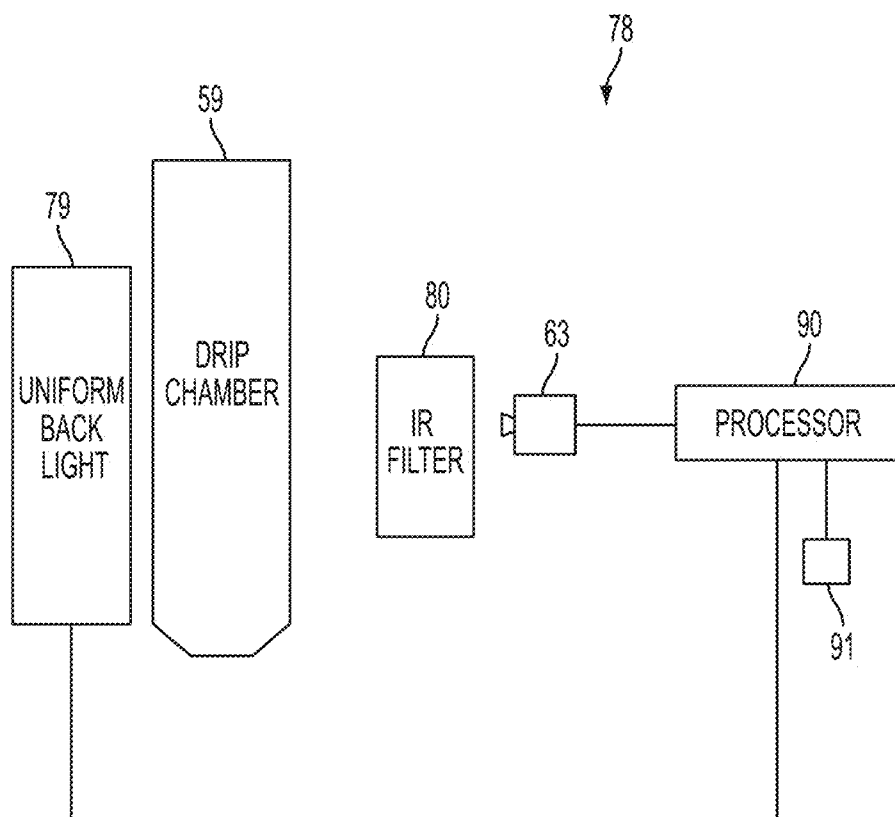 78
59
79
UNIFORM
BACK
LIGHT
DRIP
CHAMBER
80
IR
FILTER
63
90
PROCESSOR
91